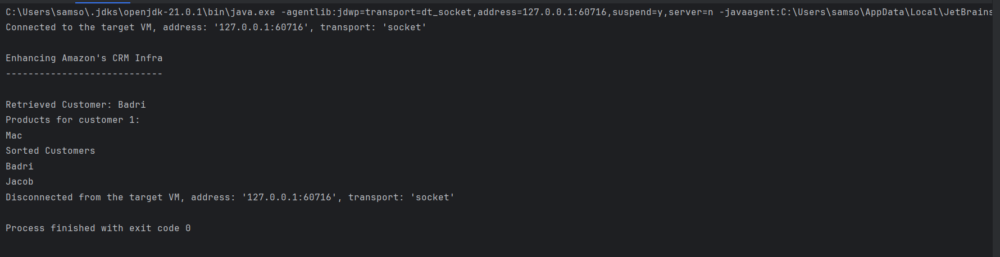 C:\Users\samso\.jdks\openjdk-21.0.1\bin\java.exe -agentlib:jdwp=transport=dt_socket,address=127.0.0.1:60716,suspend=y,server=n -javaagent:C:\Users\samso\AppData\Local\JetBrains
Connected to the target VM, address: '127.0.0.1:60716', transport: 'socket'
Enhancing Amazon's CRM Infra
----------------------------
Retrieved Customer: Badri
Products for customer 1:
Mac
Sorted Customers
Badri
Jacob
Disconnected from the target VM, address: '127.0.0.1:60716', transport: 'socket'
Process finished with exit code 0